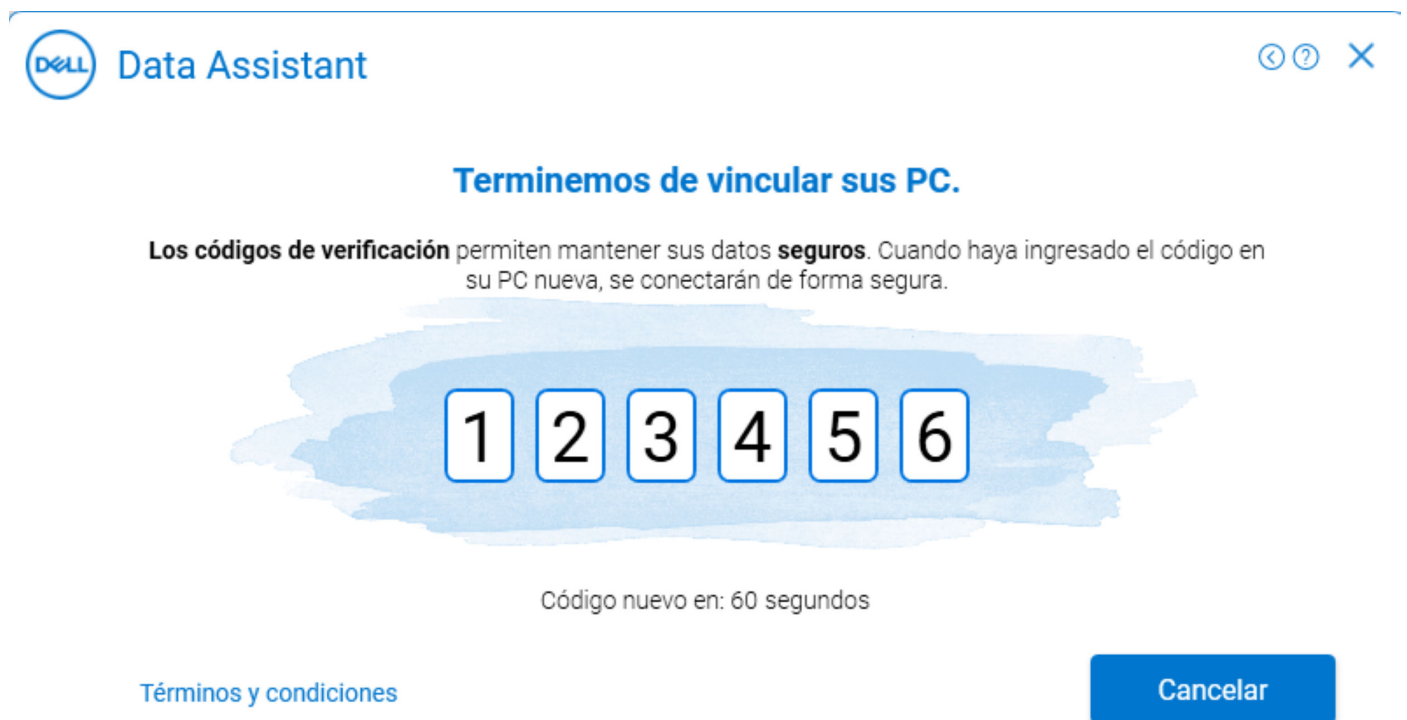 DELL
Data Assistant
?
Terminemos de vincular sus PC.
Los códigos de verificación permiten mantener sus datos seguros. Cuando haya ingresado el código en
su PC nueva, se conectarán de forma segura.
1 2 3 4 5 6
Código nuevo en: 60 segundos
Términos y condiciones
Cancelar